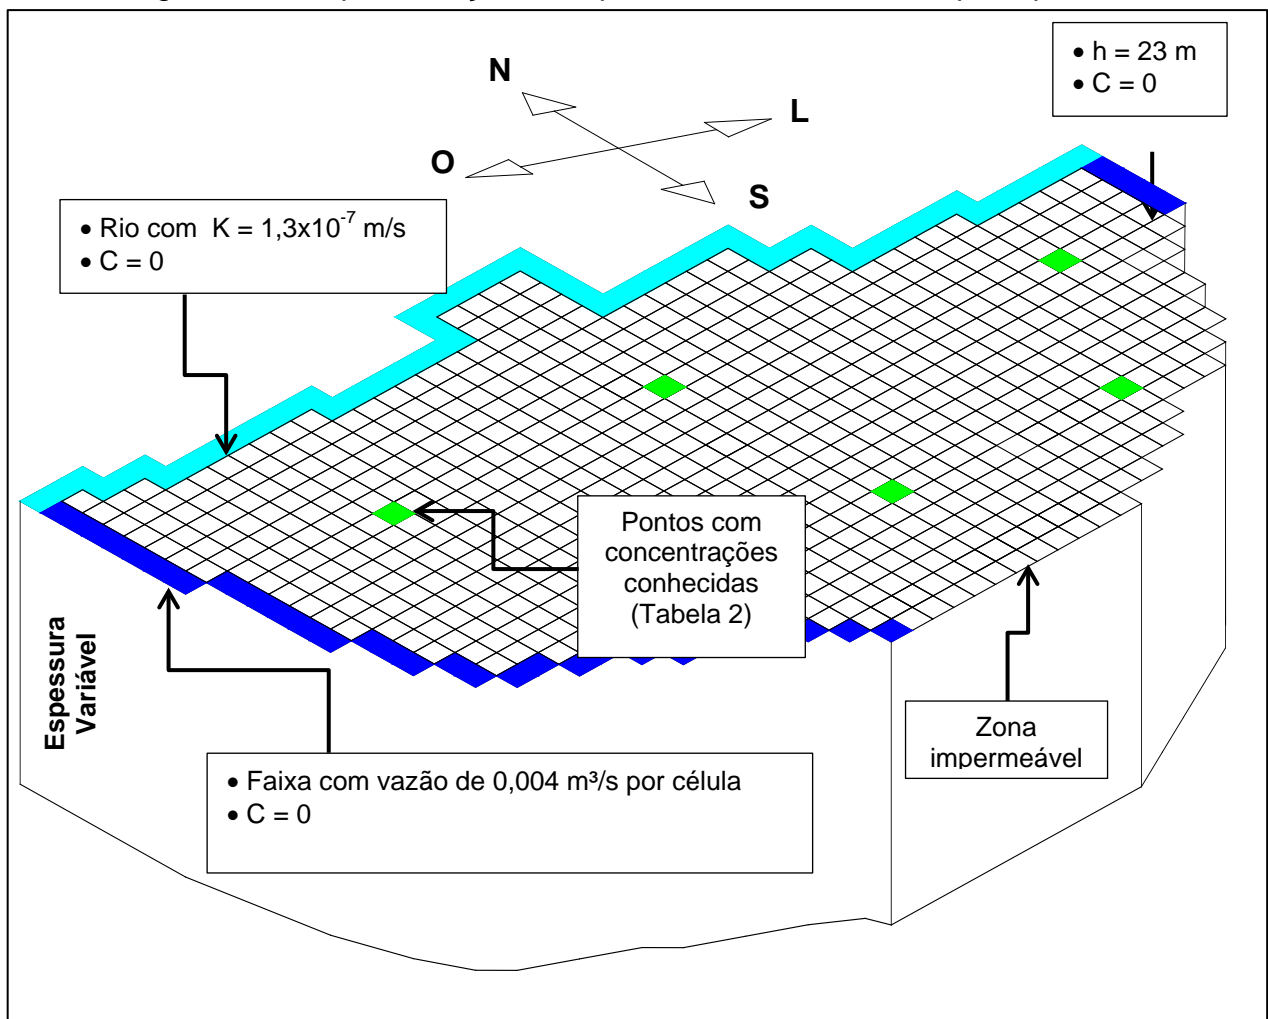 • h = 23 m
• C = 0
N
L
O
S
• Rio com K = 1,3x10⁻⁷ m/s
• C = 0
Pontos com
concentrações
conhecidas
(Tabela 2)
Espessura
Variável
Zona
impermeável
• Faixa com vazão de 0,004 m³/s por célula
• C = 0